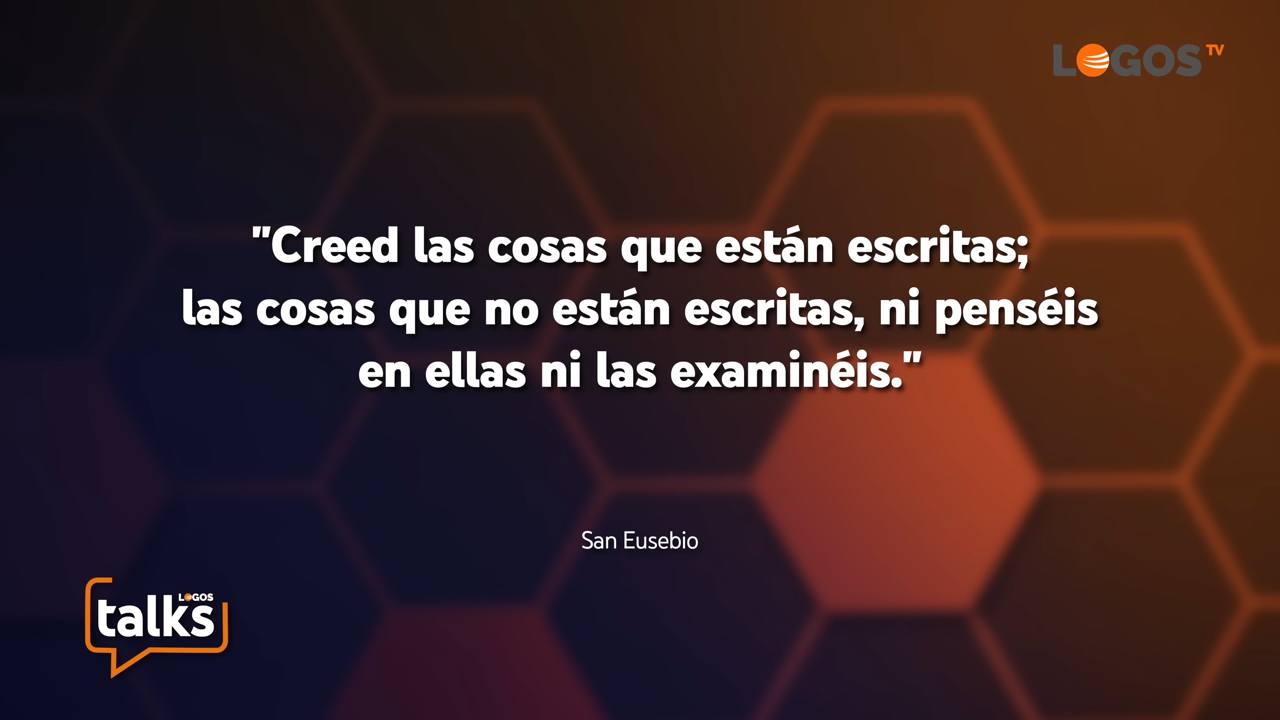 LOGOS TV
"Creed las cosas que están escritas;
las cosas que no están escritas, ni penséis
en ellas ni las examinéis."
San Eusebio
LOGOS
talks